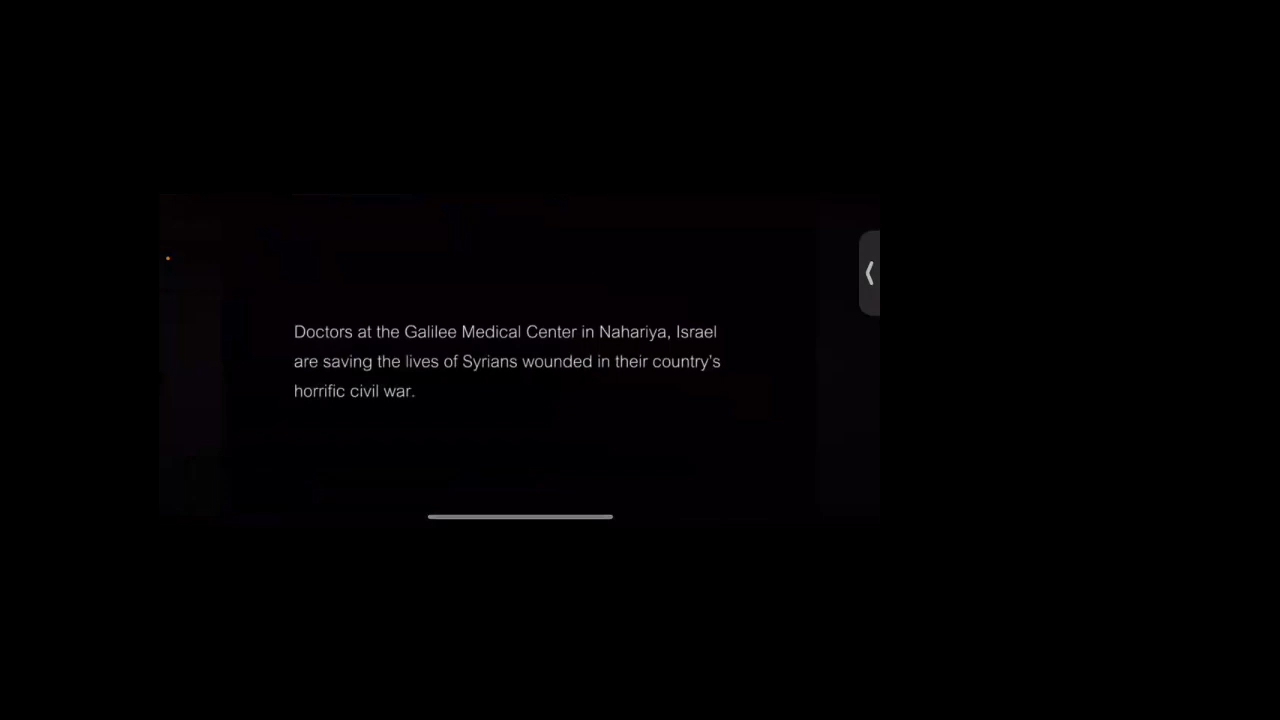 Doctors at the Galilee Medical Center in Nahariya, Israel
are saving the lives of Syrians wounded in their country's
horrific civil war.